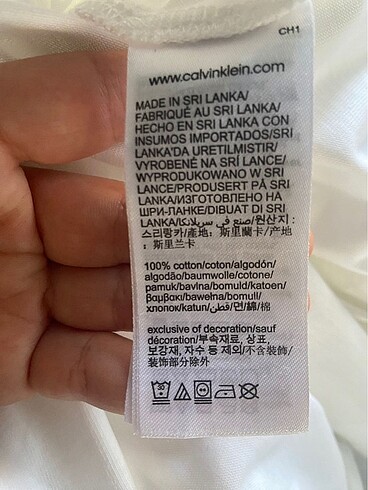 CH1
www.calvinklein.com
MADE IN SRI LANKA/
FABRIQUÉ AU SRI LANKA/
HECHO EN SRI LANKA CON
INSUMOS IMPORTADOS/SRI
LANKA'DA URETILMISTIR/
VYROBENÉ NA SRÍ LANCE/
WYPRODUKOWANO W SRI
LANCE/PRODUSERT PÅ SRI
LANKA/ИЗГОТОВЛЕНО НА
ШРИ-ЛАНКЕ/DIBUAT DI SRI
LANKA/صنع في سريلانكا/원산지 :
스리랑카/產地：斯里蘭卡/产地
：斯里兰卡
100% cotton/coton/algodón/
algodão/baumwolle/cotone/
pamuk/bavlna/bomuld/katoen/
βαμβακι/bawełna/bomull/
хлопок/katun/قطن/면/綿/棉
exclusive of decoration/sauf
décoration/부속재료, 상표,
보강재, 자수 등 제외/不含裝飾/
装饰部分除外
30